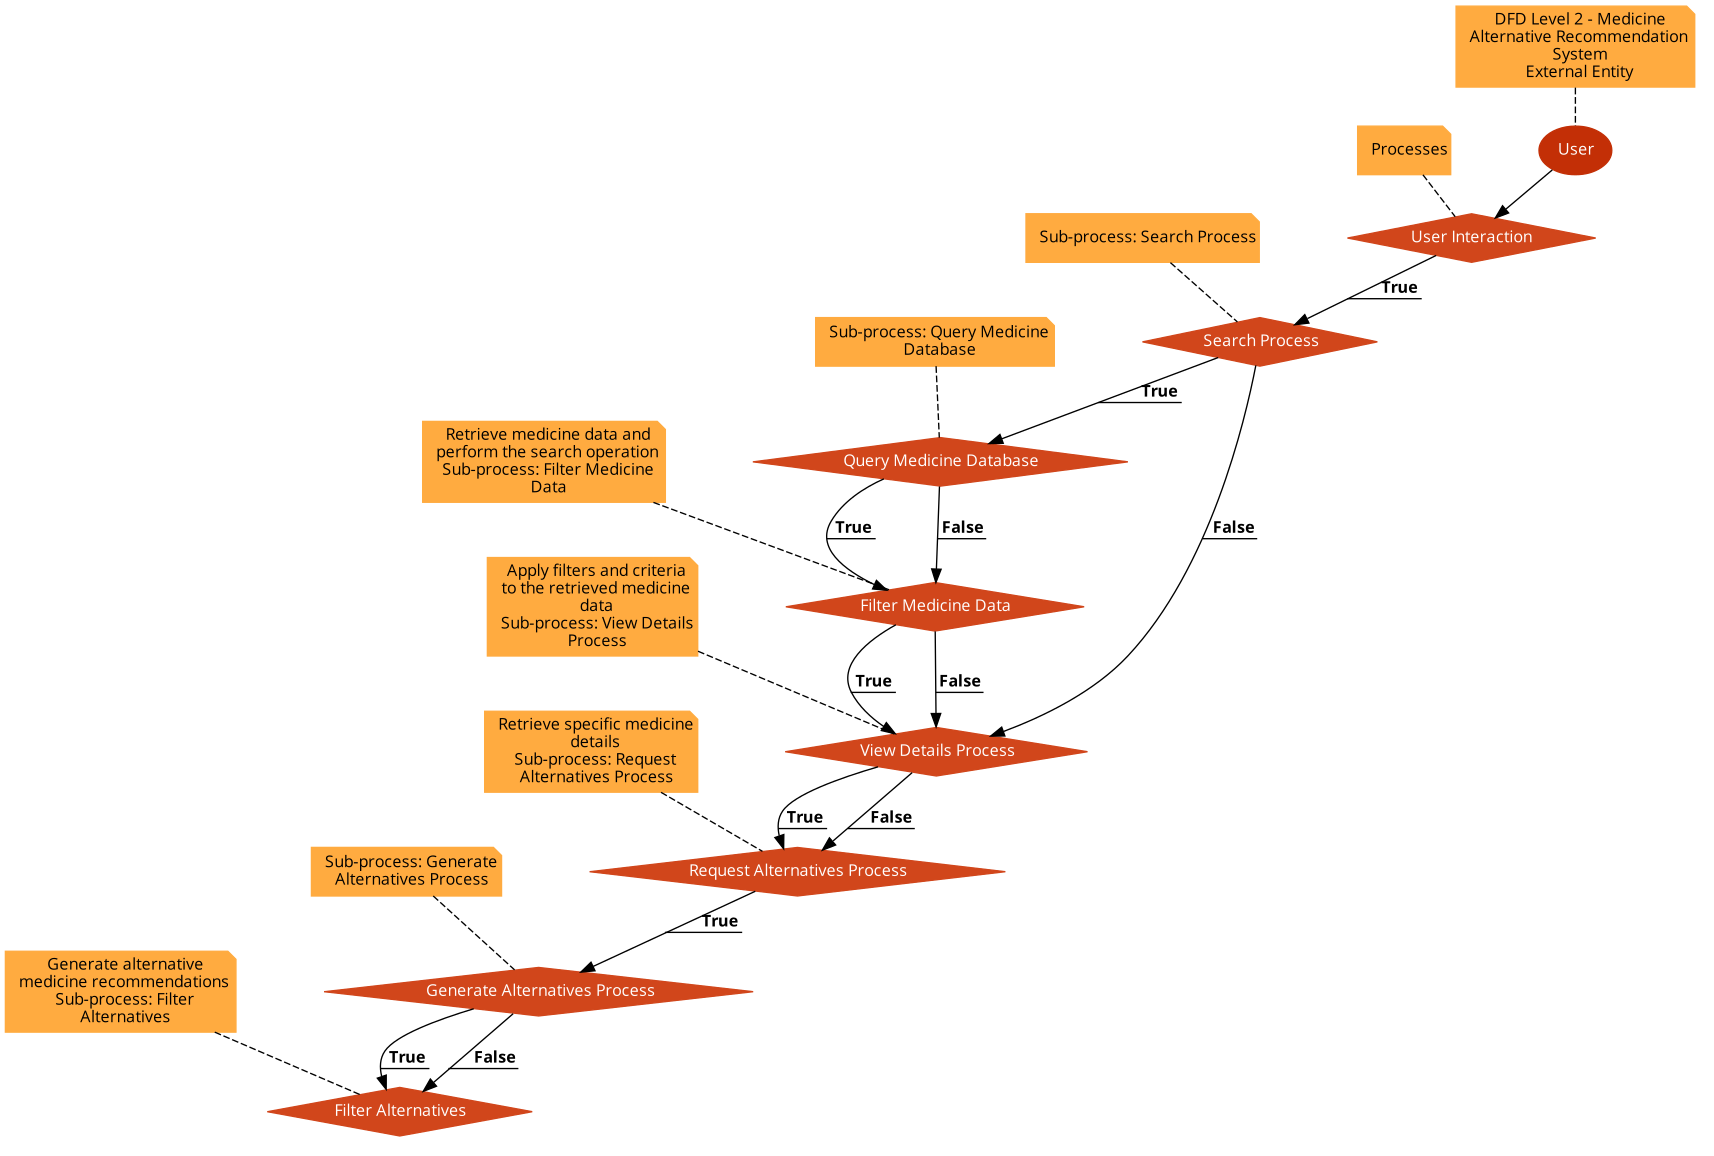 DFD Level 2 - Medicine
Alternative Recommendation
System
External Entity
Processes
User
Sub-process: Search Process
User Interaction
True
Sub-process: Query Medicine
Database
Search Process
True
Retrieve medicine data and
perform the search operation
Sub-process: Filter Medicine
Data
Query Medicine Database
True
False
False
Apply filters and criteria
to the retrieved medicine
data
Sub-process: View Details
Process
Filter Medicine Data
True
False
Retrieve specific medicine
details
Sub-process: Request
Alternatives Process
View Details Process
True
False
Sub-process: Generate
Alternatives Process
Request Alternatives Process
True
Generate alternative
medicine recommendations
Sub-process: Filter
Alternatives
Generate Alternatives Process
True
False
Filter Alternatives